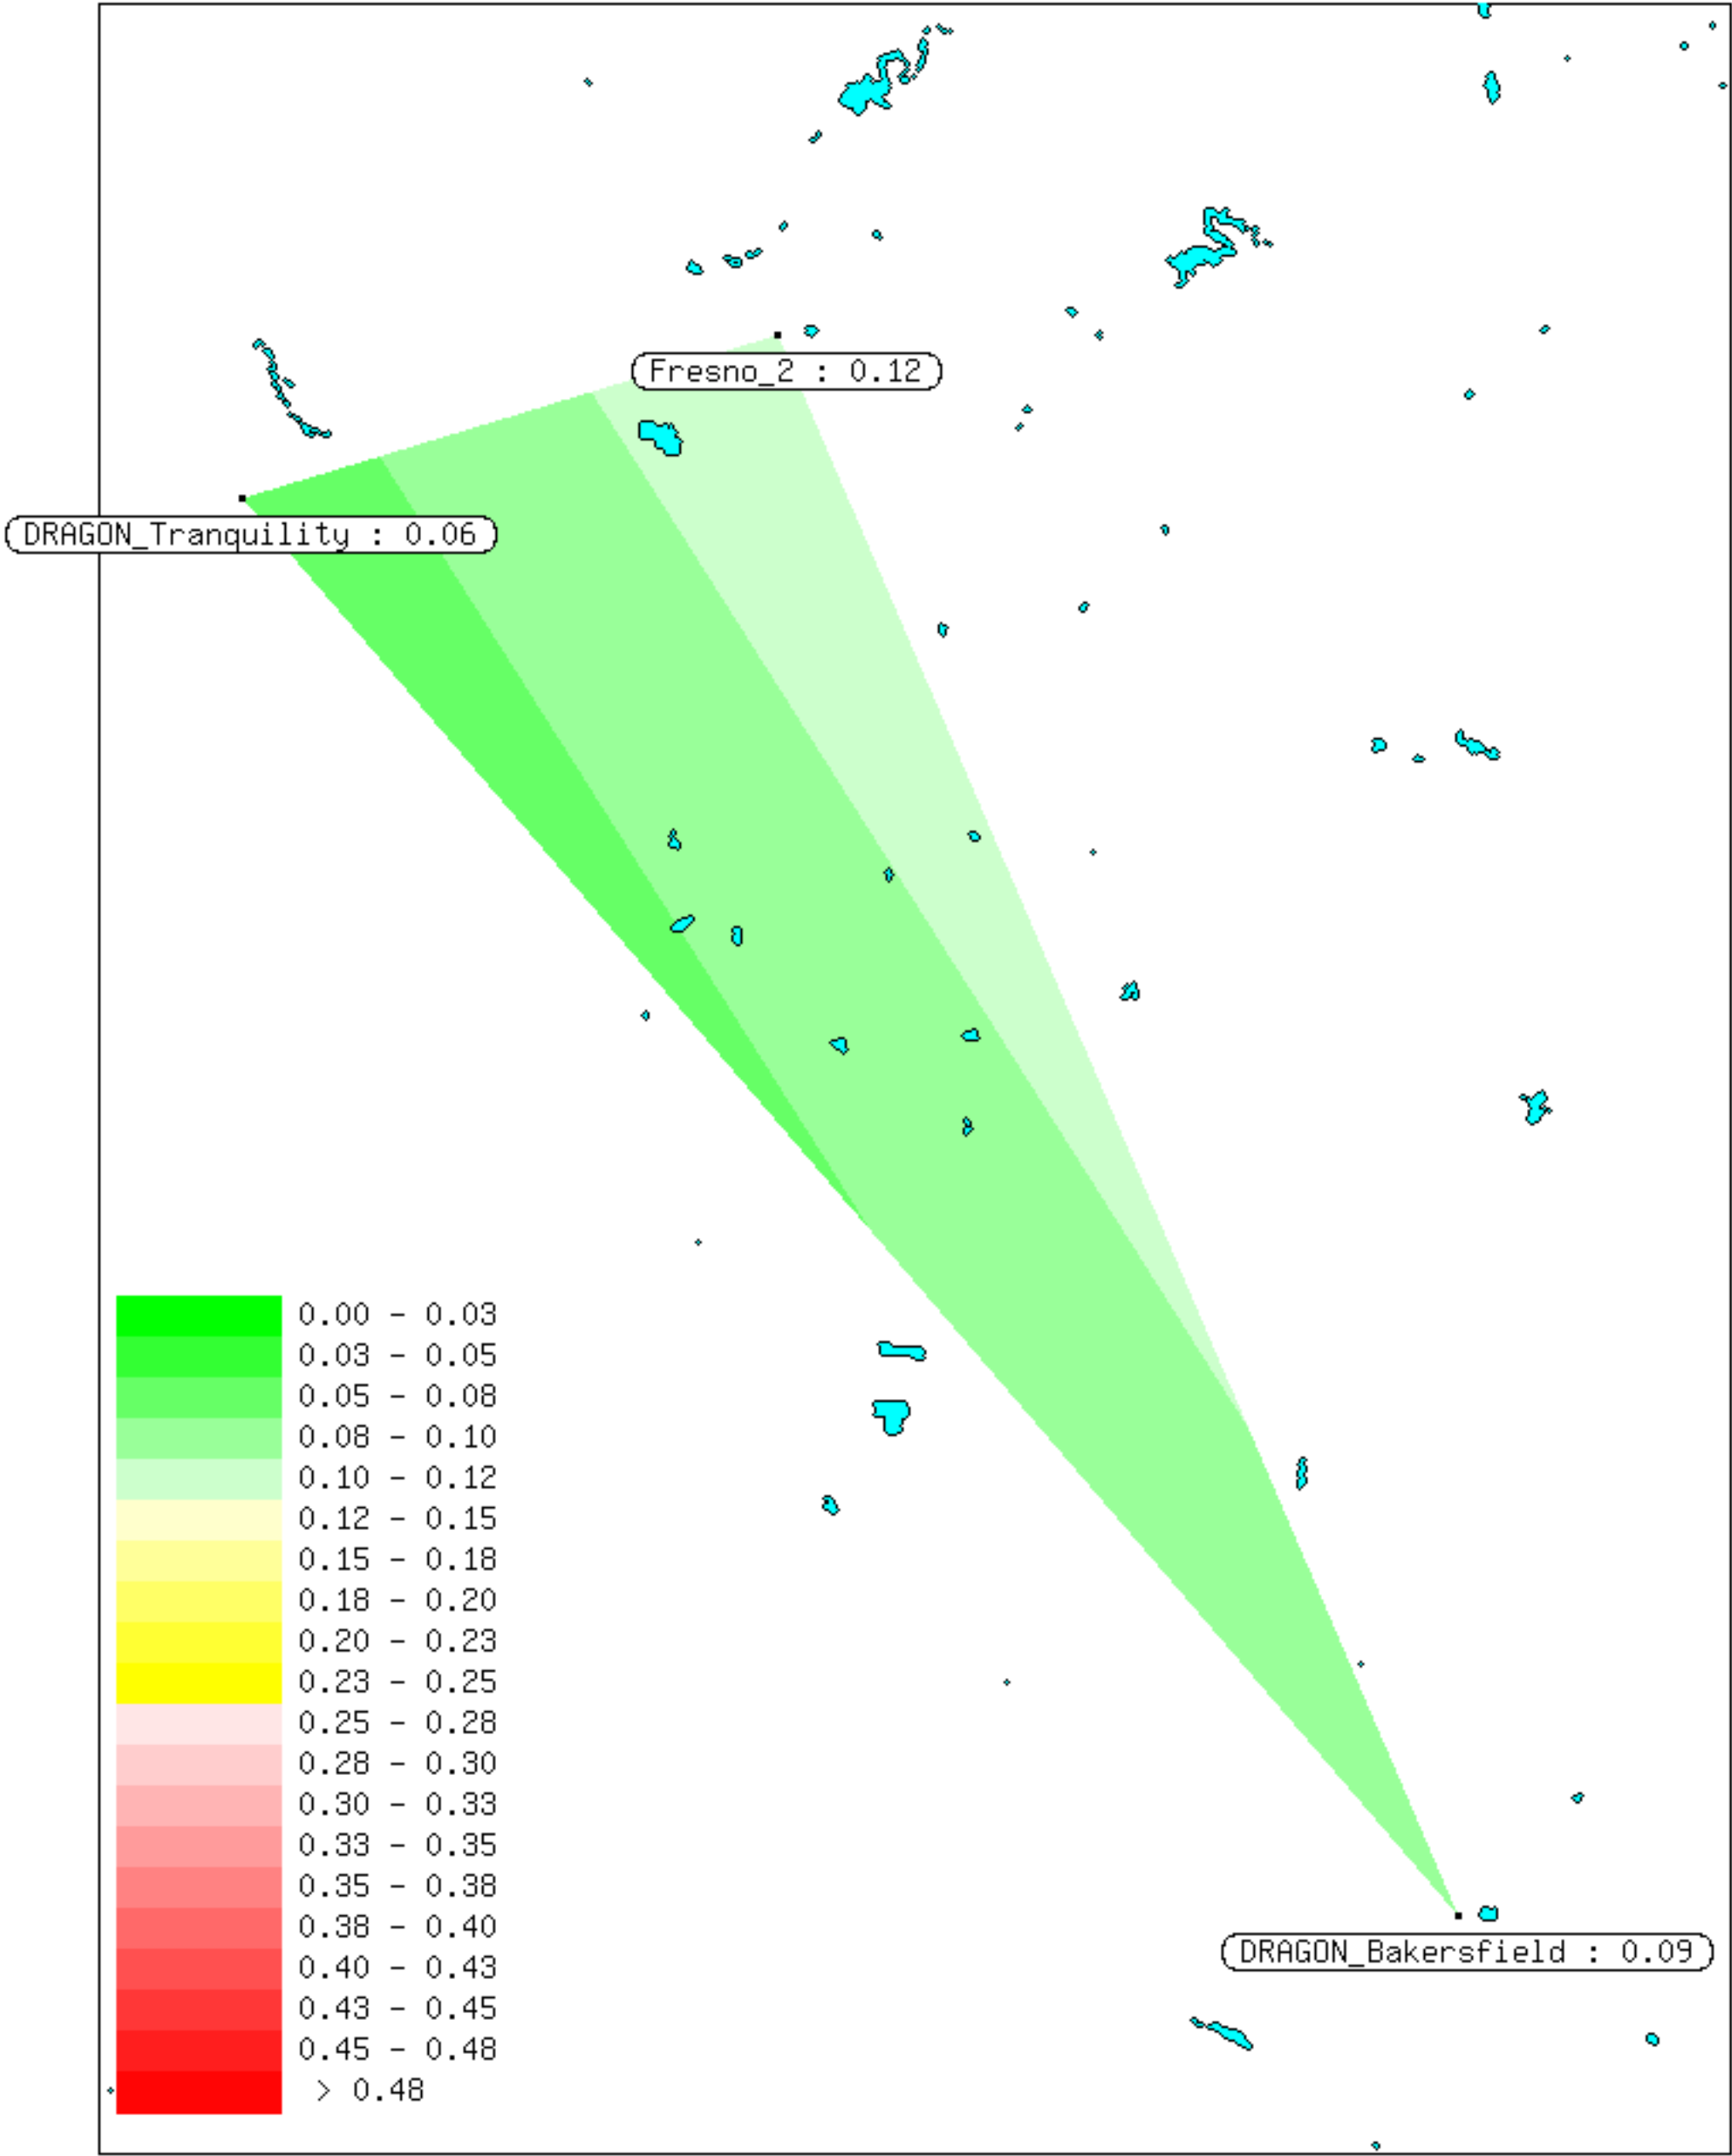 Fresno_2 : 0.12
DRAGON_Tranquility : 0.06
0.00 - 0.03
0.03 - 0.05
0.05 - 0.08
0.08 - 0.10
0.10 - 0.12
0.12 - 0.15
0.15 - 0.18
0.18 - 0.20
0.20 - 0.23
0.23 - 0.25
0.25 - 0.28
0.28 - 0.30
0.30 - 0.33
0.33 - 0.35
0.35 - 0.38
0.38 - 0.40
0.40 - 0.43
0.43 - 0.45
0.45 - 0.48
> 0.48
DRAGON_Bakersfield : 0.09